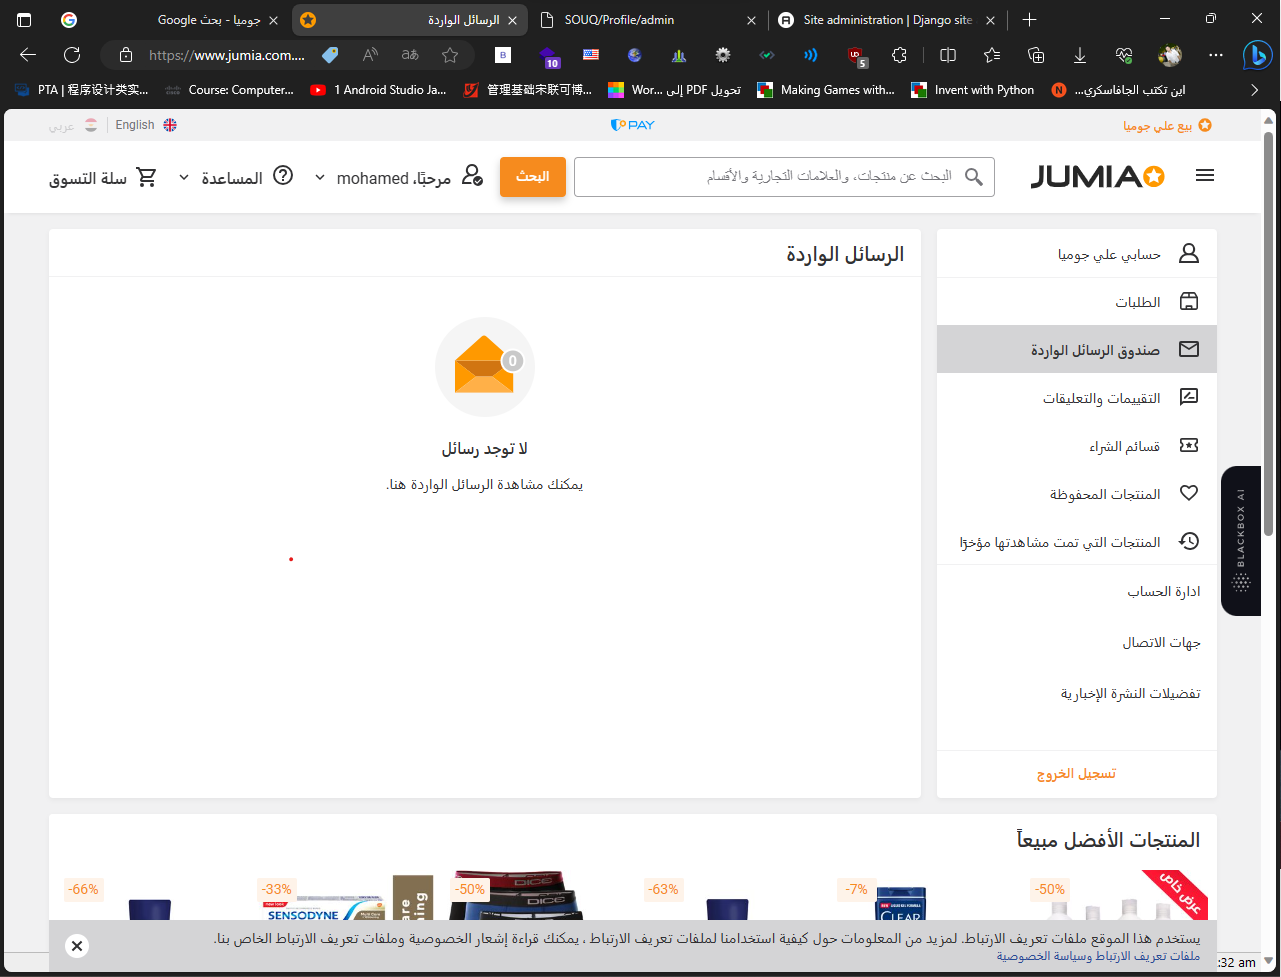 جوميا - بحث Google
الرسائل الواردة
SOUQ/Profile/admin
Site administration | Django site
https://www.jumia.com....
10
5
PTA | 程序设计类实...
Course: Computer...
1 Android Studio Ja...
管理基础宋联可博...
تحويل PDF إلى Wor...
Making Games with...
Invent with Python
اين تكتب الجافاسكري...
بيع علي جوميا
PAY
English
عربي
JUMIA
البحث عن منتجات، والعلامات التجارية والأقسام
البحث
مرحبًا، mohamed
المساعدة
سلة التسوق
حسابي علي جوميا
الطلبات
صندوق الرسائل الواردة
التقييمات والتعليقات
قسائم الشراء
المنتجات المحفوظة
المنتجات التي تمت مشاهدتها مؤخرًا
ادارة الحساب
جهات الاتصال
تفضيلات النشرة الإخبارية
تسجيل الخروج
الرسائل الواردة
0
لا توجد رسائل
يمكنك مشاهدة الرسائل الواردة هنا.
BLACKBOX AI
المنتجات الأفضل مبيعاً
عرض خاص
-50%
-7%
-63%
-50%
-33%
-66%
CLEAR
DICE
DICE
SENSODYNE
يستخدم هذا الموقع ملفات تعريف الارتباط. لمزيد من المعلومات حول كيفية استخدامنا لملفات تعريف الارتباط ، يمكنك قراءة إشعار الخصوصية وملفات تعريف الارتباط الخاص بنا.
ملفات تعريف الارتباط وسياسة الخصوصية
:32 am